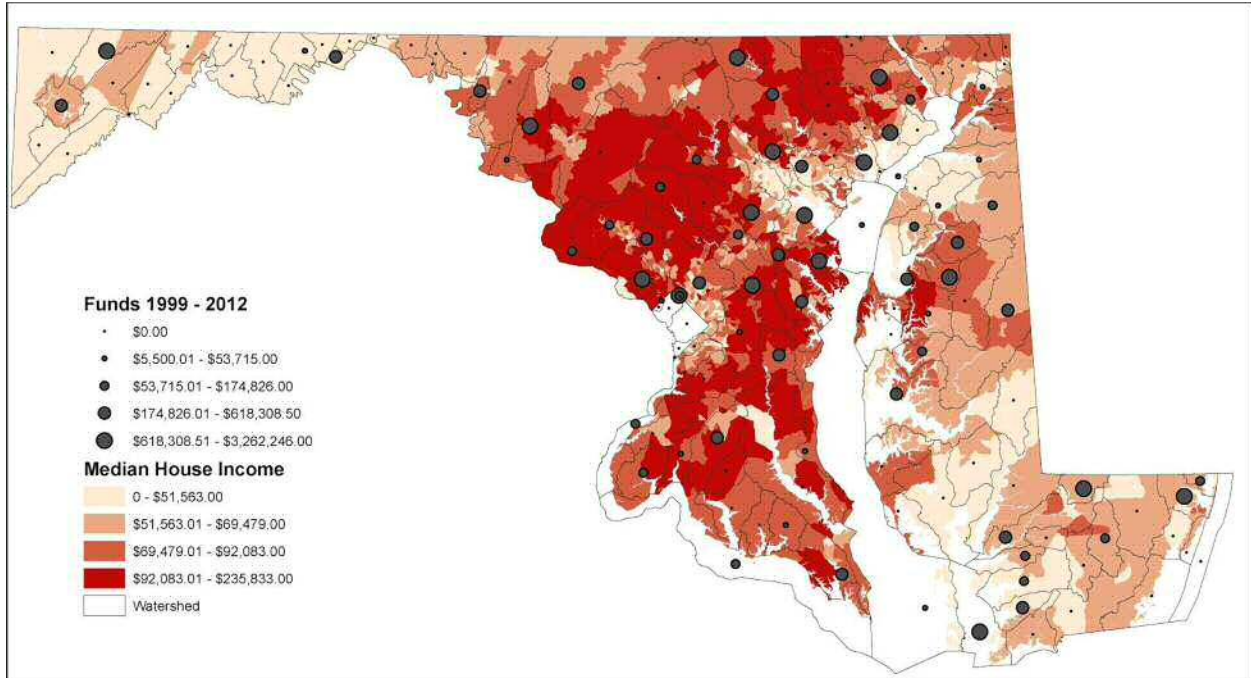 Funds 1999 - 2012
$0.00
$5,500.01 - $53,715.00
$53,715.01 - $174,826.00
$174,826.01 - $618,308.50
$618,308.51 - $3,262,246.00
Median House Income
0 - $51,563.00
$51,563.01 - $69,479.00
$69,479.01 - $92,083.00
$92,083.01 - $235,833.00
Watershed